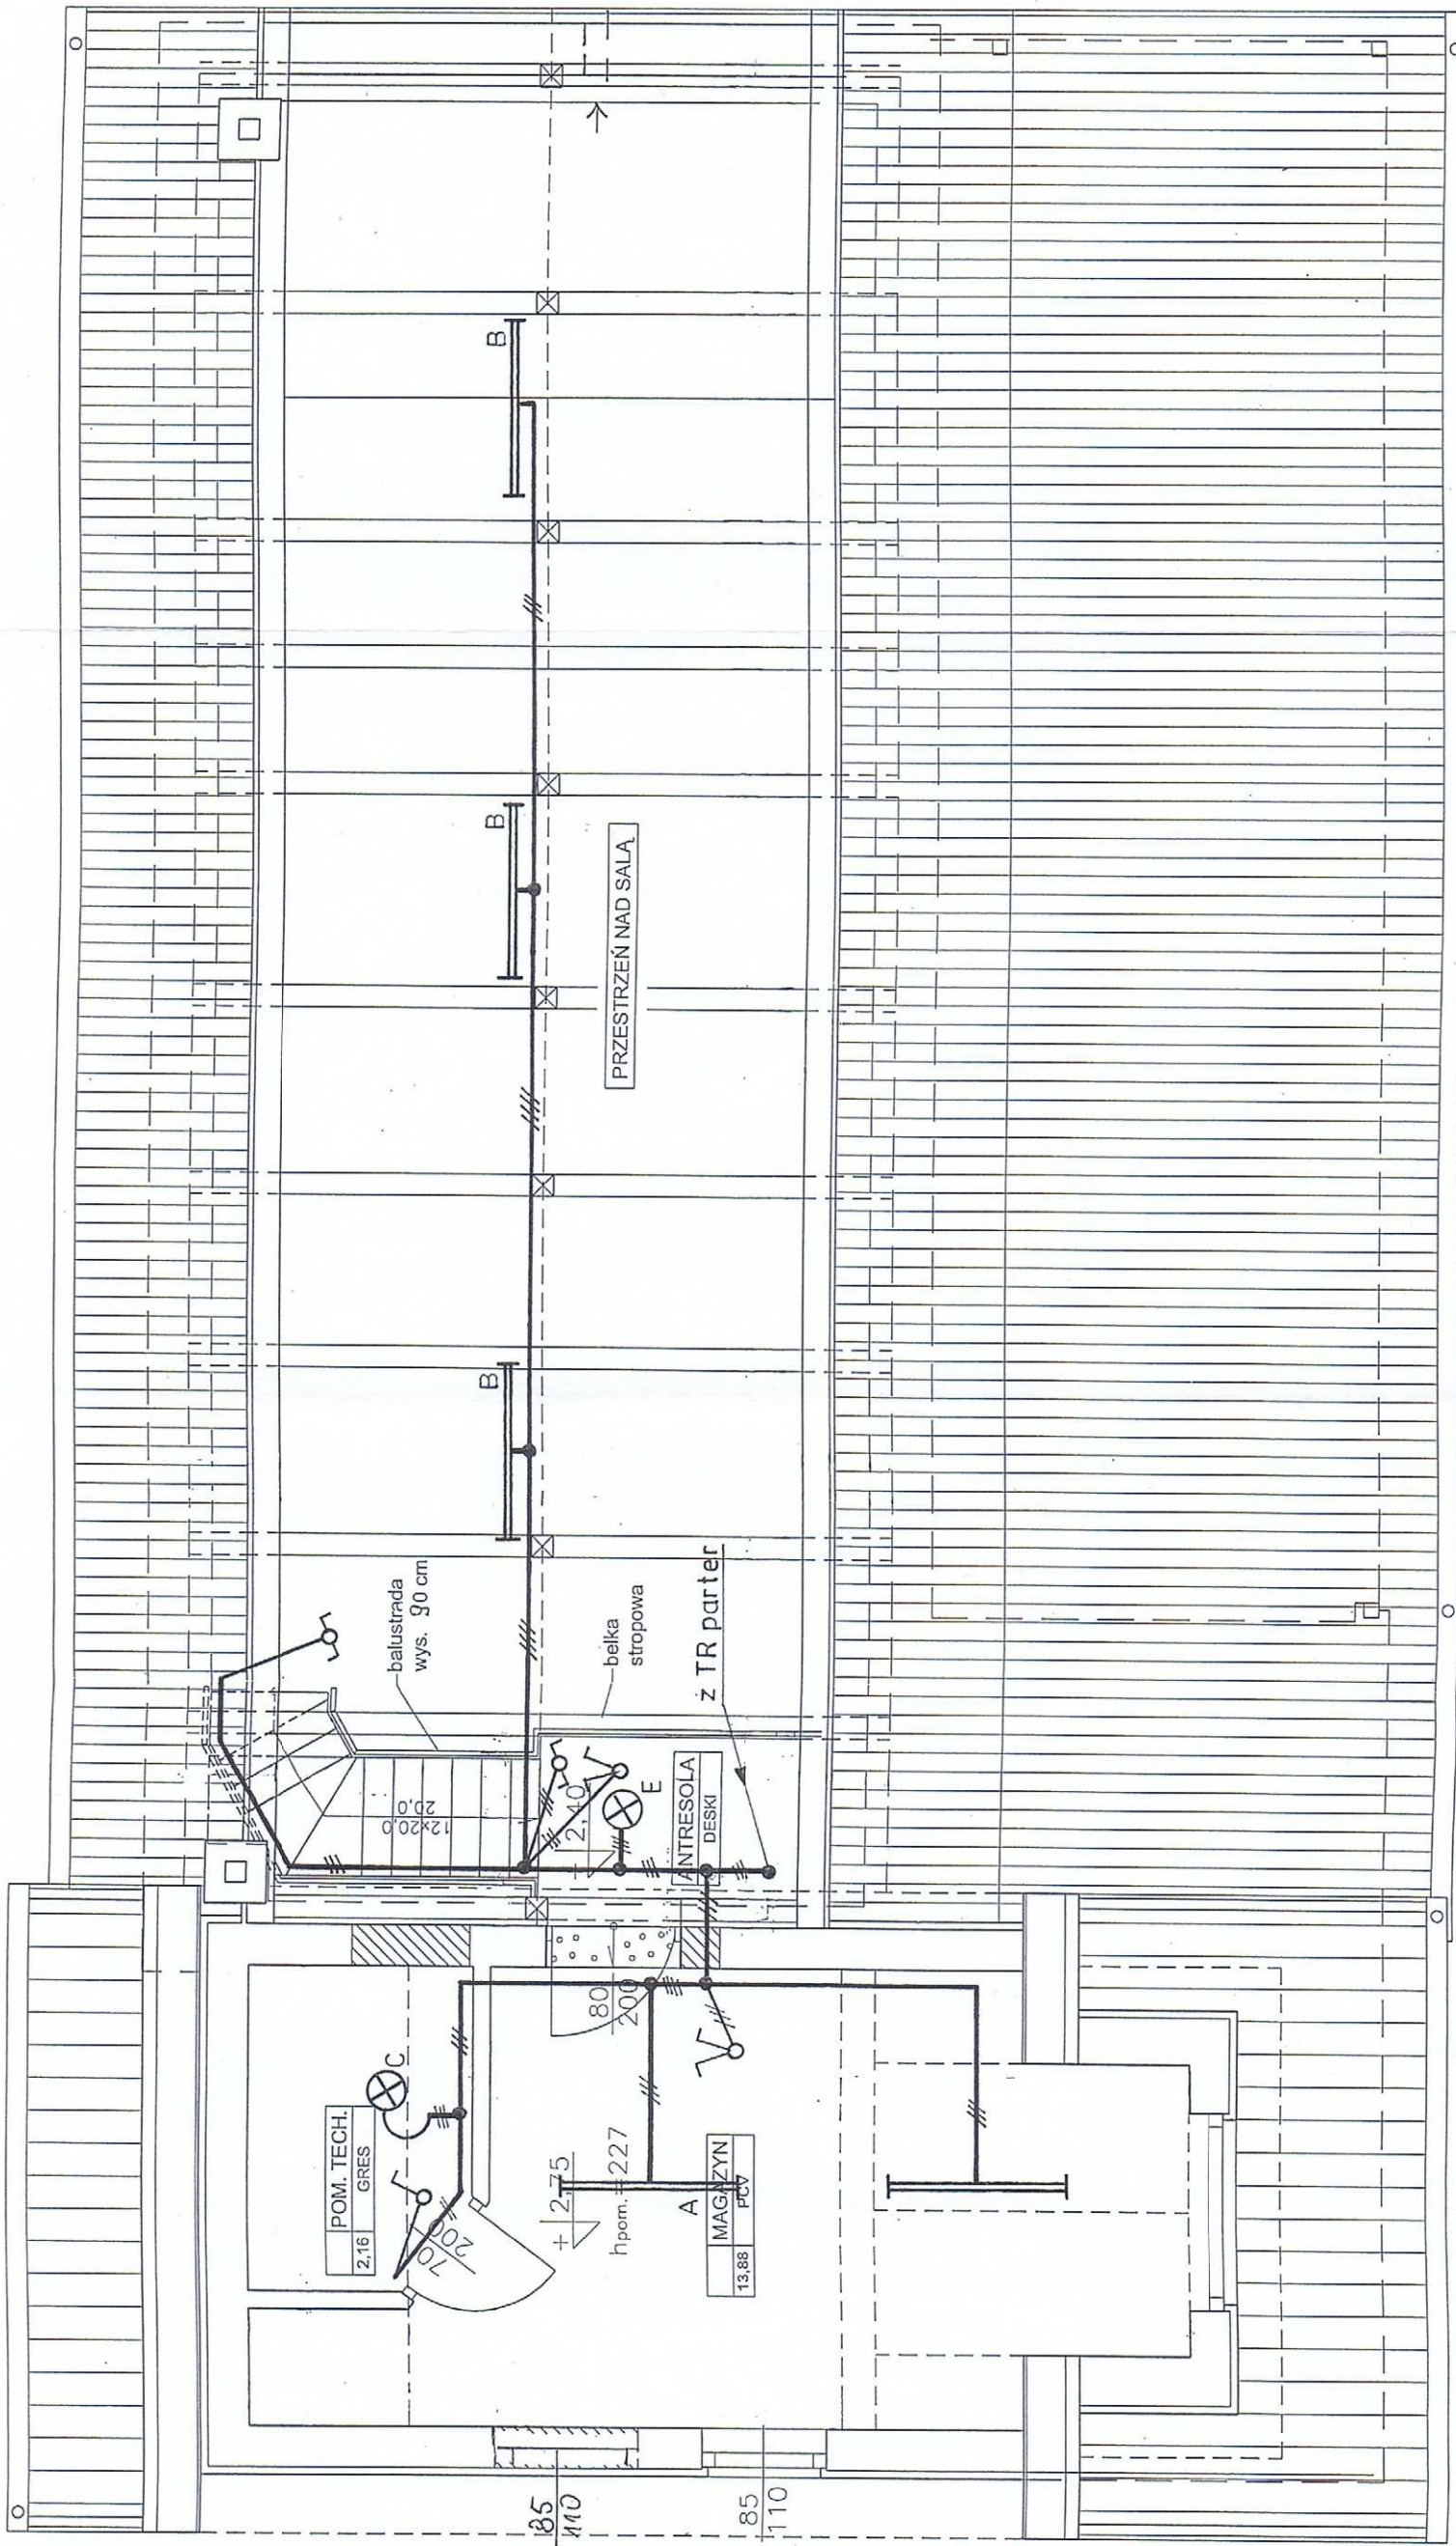 B
B
PRZESTRZEŃ NAD SALĄ
B
balustrada
wys. 90 cm
belka
stropowa
z TR parter
12x20,0
20,0
+ 2,40
E
ANTRESOLA
DESKI
80
200
C
POM. TECH.
2,16 GRES
70
200
+ 2,75
hpom.=227
A
MAGAZYN
13,88 PCV
85
110
85
110